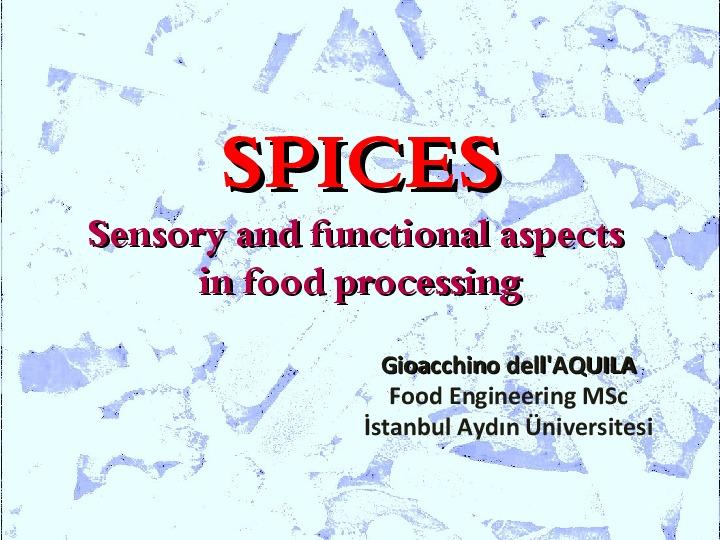 SPICES
Sensory and functional aspects
in food processing
Gioacchino dell'AQUILA
Food Engineering MSc
İstanbul Aydın Üniversitesi